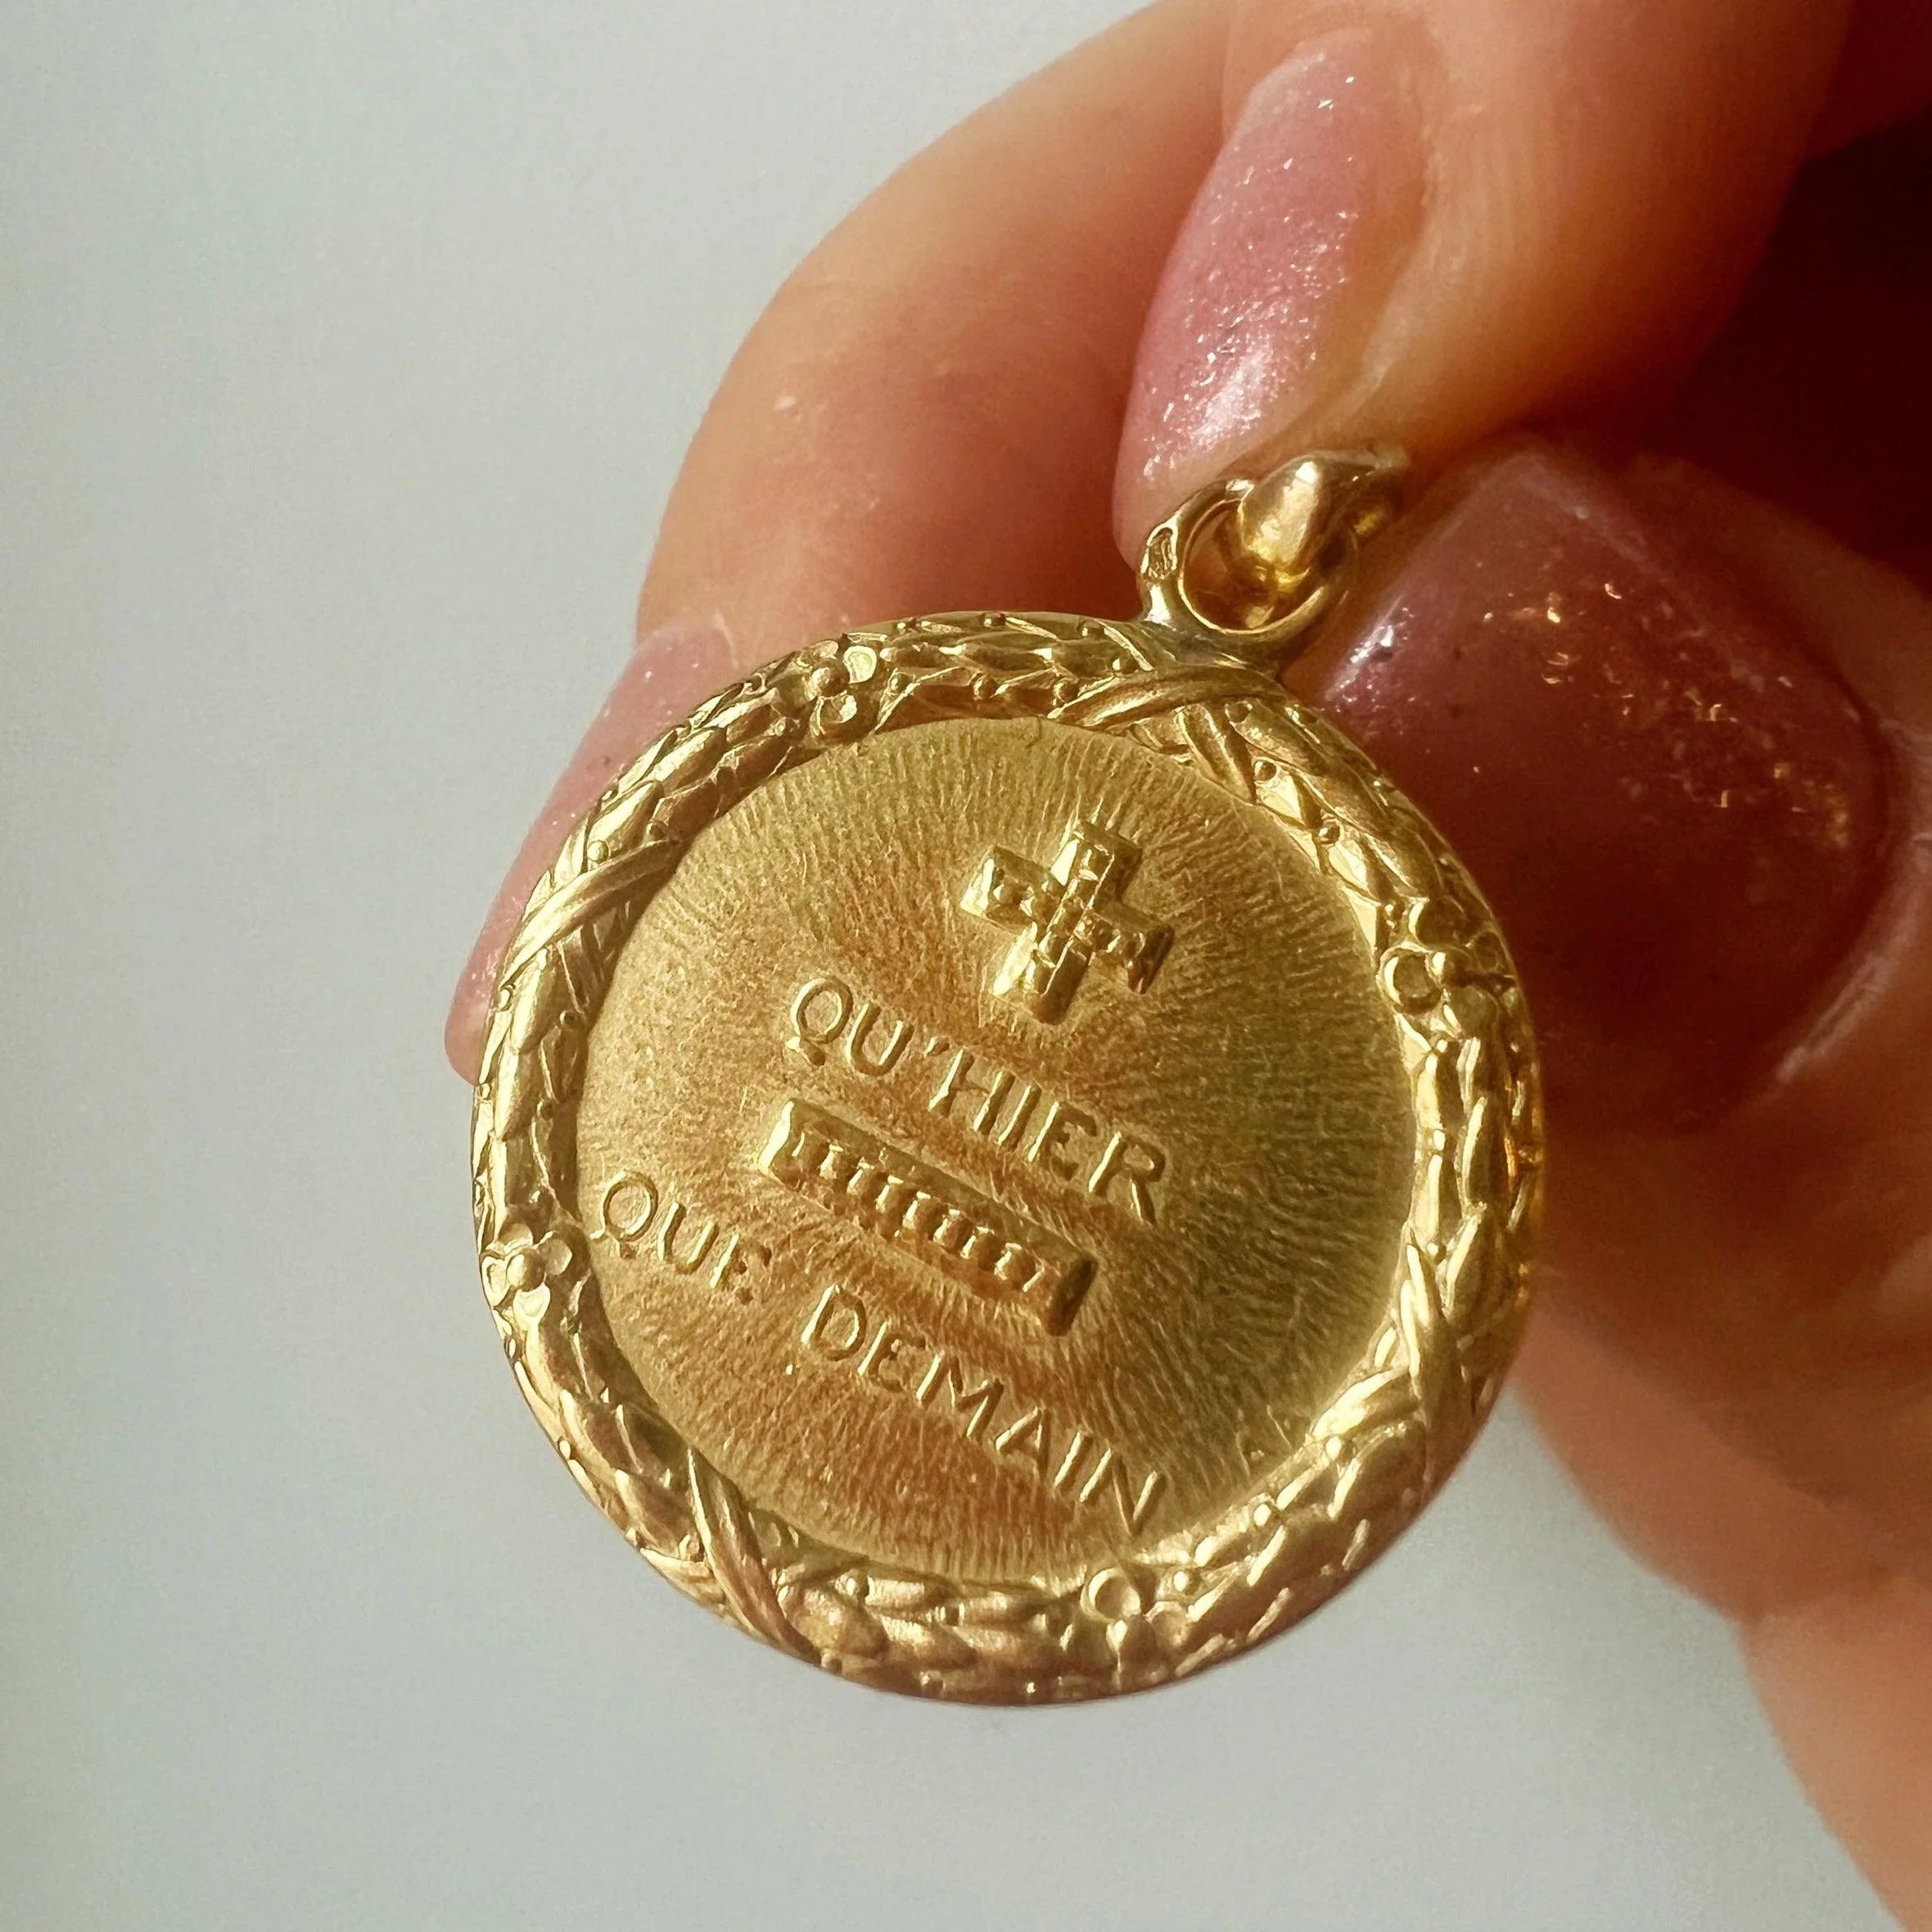 +
QU'HIER
-
QUE DEMAIN